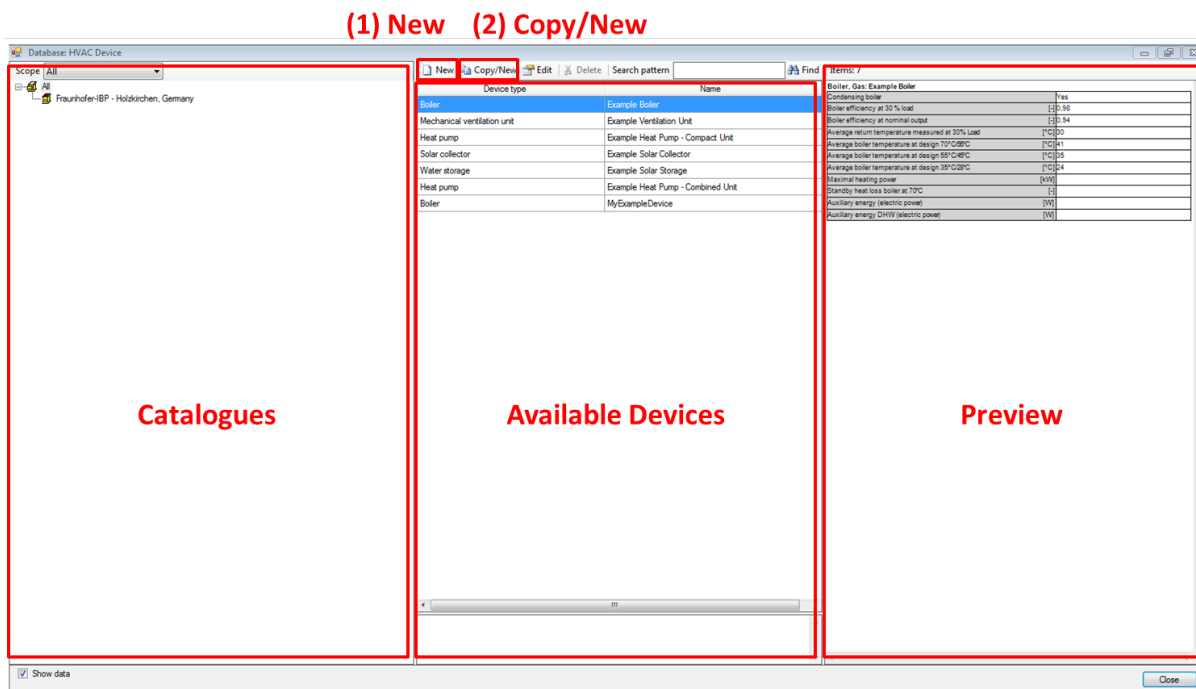 (1) New (2) Copy/New
Database: HVAC Device
Scope All
New Copy/New Edit Delete Search pattern Find
Items: 7
All
Fraunhofer-IBP - Holzkirchen, Germany
Device type Name
Boiler Example Boiler
Mechanical ventilation unit Example Ventilation Unit
Heat pump Example Heat Pump - Compact Unit
Solar collector Example Solar Collector
Water storage Example Solar Storage
Heat pump Example Heat Pump - Combined Unit
Boiler MyExampleDevice
Boiler, Gas: Example Boiler
Condensing boiler Yes
Boiler efficiency at 30 % load [-] 0,98
Boiler efficiency at nominal output [-] 0,94
Average return temperature measured at 30% Load [°C] 30
Average boiler temperature at design 70°C/55°C [°C] 41
Average boiler temperature at design 55°C/45°C [°C] 35
Average boiler temperature at design 35°C/28°C [°C] 24
Maximal heating power [kW]
Standby heat loss boiler at 70°C [-]
Auxiliary energy (electric power) [W]
Auxiliary energy DHW (electric power) [W]
Catalogues
Available Devices
Preview
Show data
Close